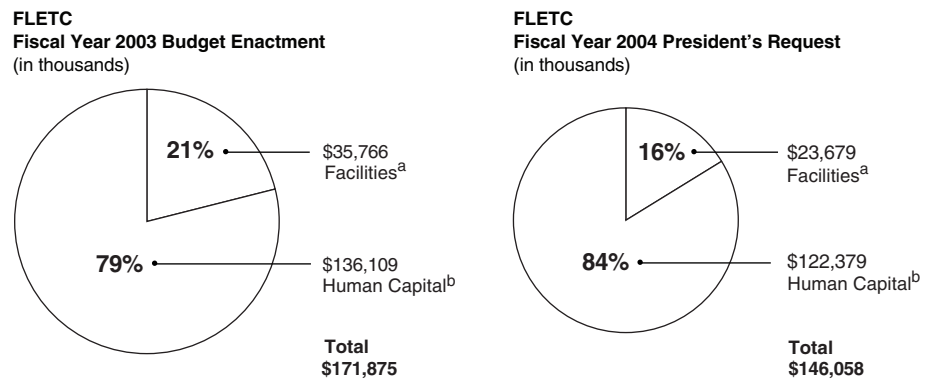 FLETC
Fiscal Year 2003 Budget Enactment
(in thousands)
21%
$35,766
Facilitiesa
79%
$136,109
Human Capitalb
Total
$171,875
FLETC
Fiscal Year 2004 President’s Request
(in thousands)
16%
$23,679
Facilitiesa
84%
$122,379
Human Capitalb
Total
$146,058